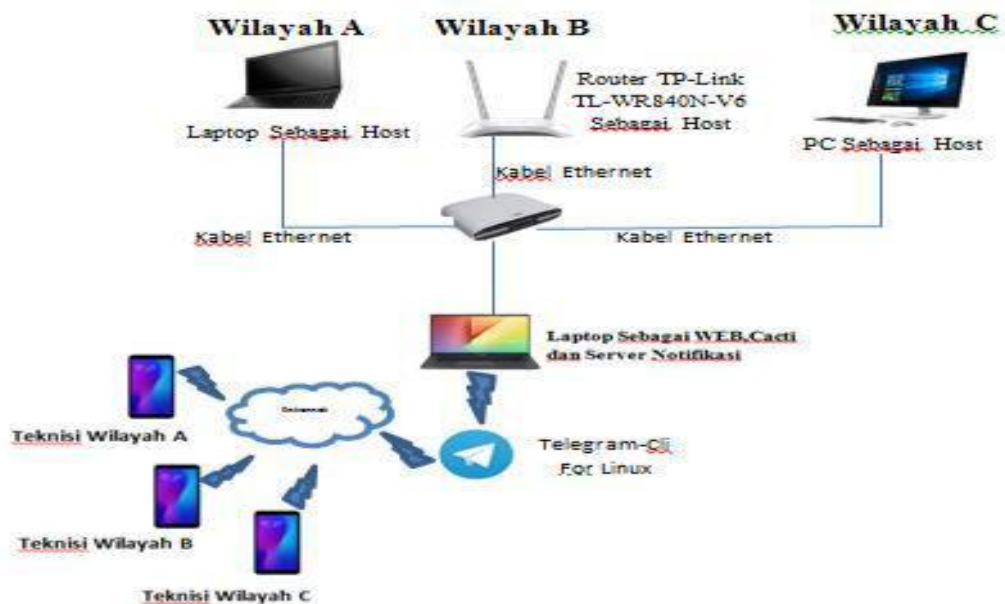 Wilayah A
Wilayah B
Wilayah C
Router TP-Link
TL-WR840N-V6
Sebagai Host
Laptop Sebagai Host
PC Sebagai Host
Kabel Ethernet
Kabel Ethernet
Kabel Ethernet
Laptop Sebagai WEB,Cacti
dan Server Notifikasi
Teknisi Wilayah A
Telegram-Cli
For Linux
Teknisi Wilayah B
Teknisi Wilayah C